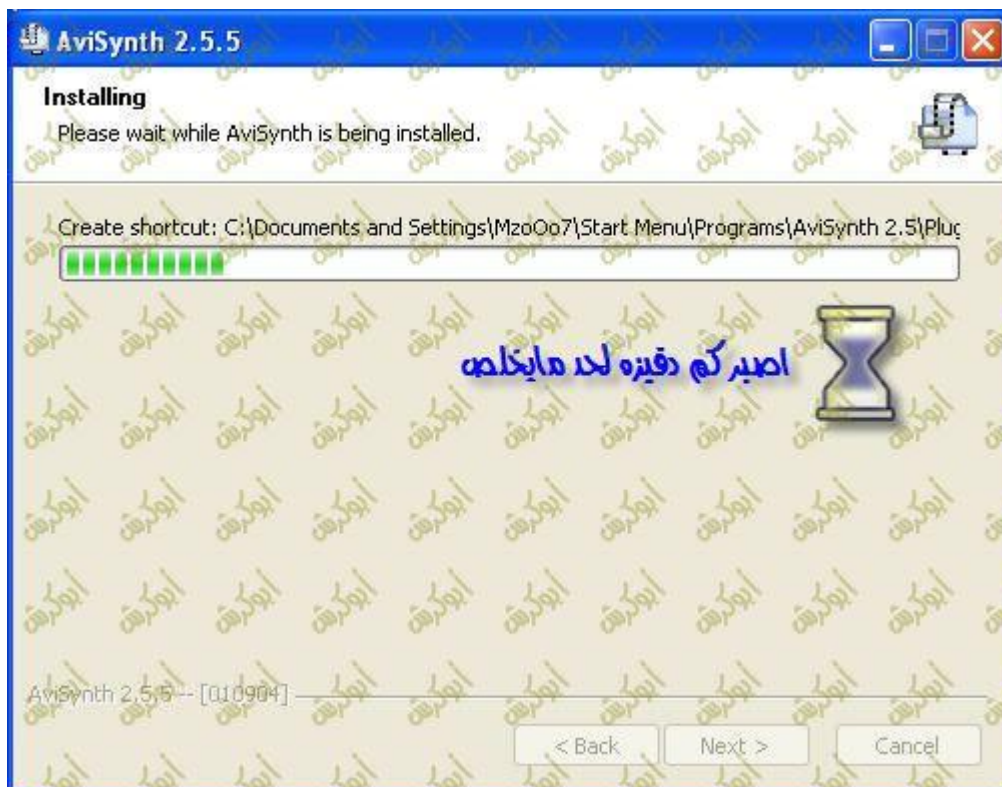 AviSynth 2.5.5
Installing
Please wait while AviSynth is being installed.
Create shortcut: C:\Documents and Settings\MzoOo7\Start Menu\Programs\AviSynth 2.5\Plug
اصبر كم دقيزه لحد مايخلص
AviSynth 2.5.5 -- [010904]
< Back Next > Cancel